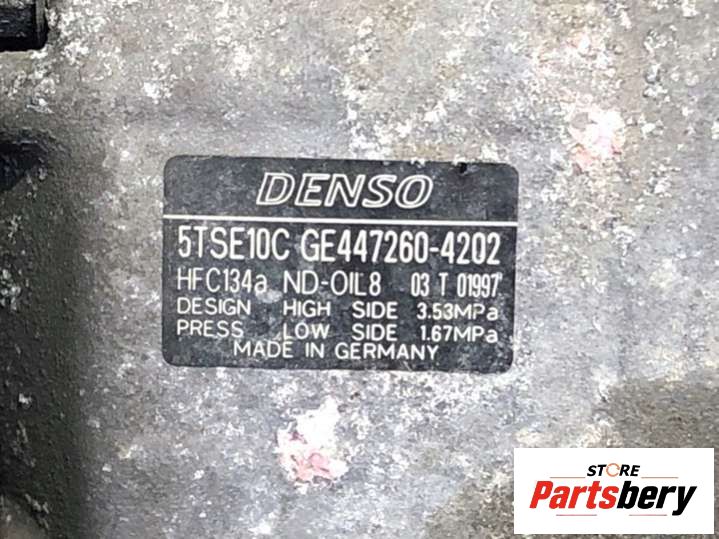 DENSO
5TSE10C GE447260-4202
HFC134a ND-OIL8 03 T 01997
DESIGN HIGH SIDE 3.53MPa
PRESS LOW SIDE 1.67MPa
MADE IN GERMANY
STORE
Partsbery